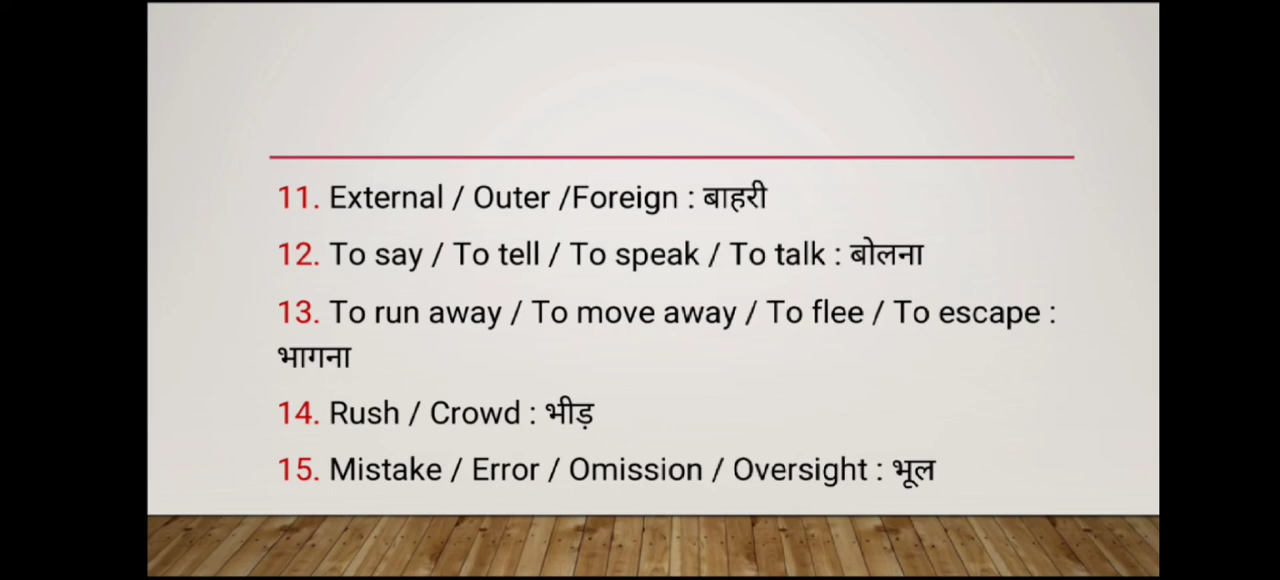 11. External / Outer /Foreign : बाहरी
12. To say / To tell / To speak / To talk : बोलना
13. To run away / To move away / To flee / To escape :
भागना
14. Rush / Crowd : भीड़
15. Mistake / Error / Omission / Oversight : भूल